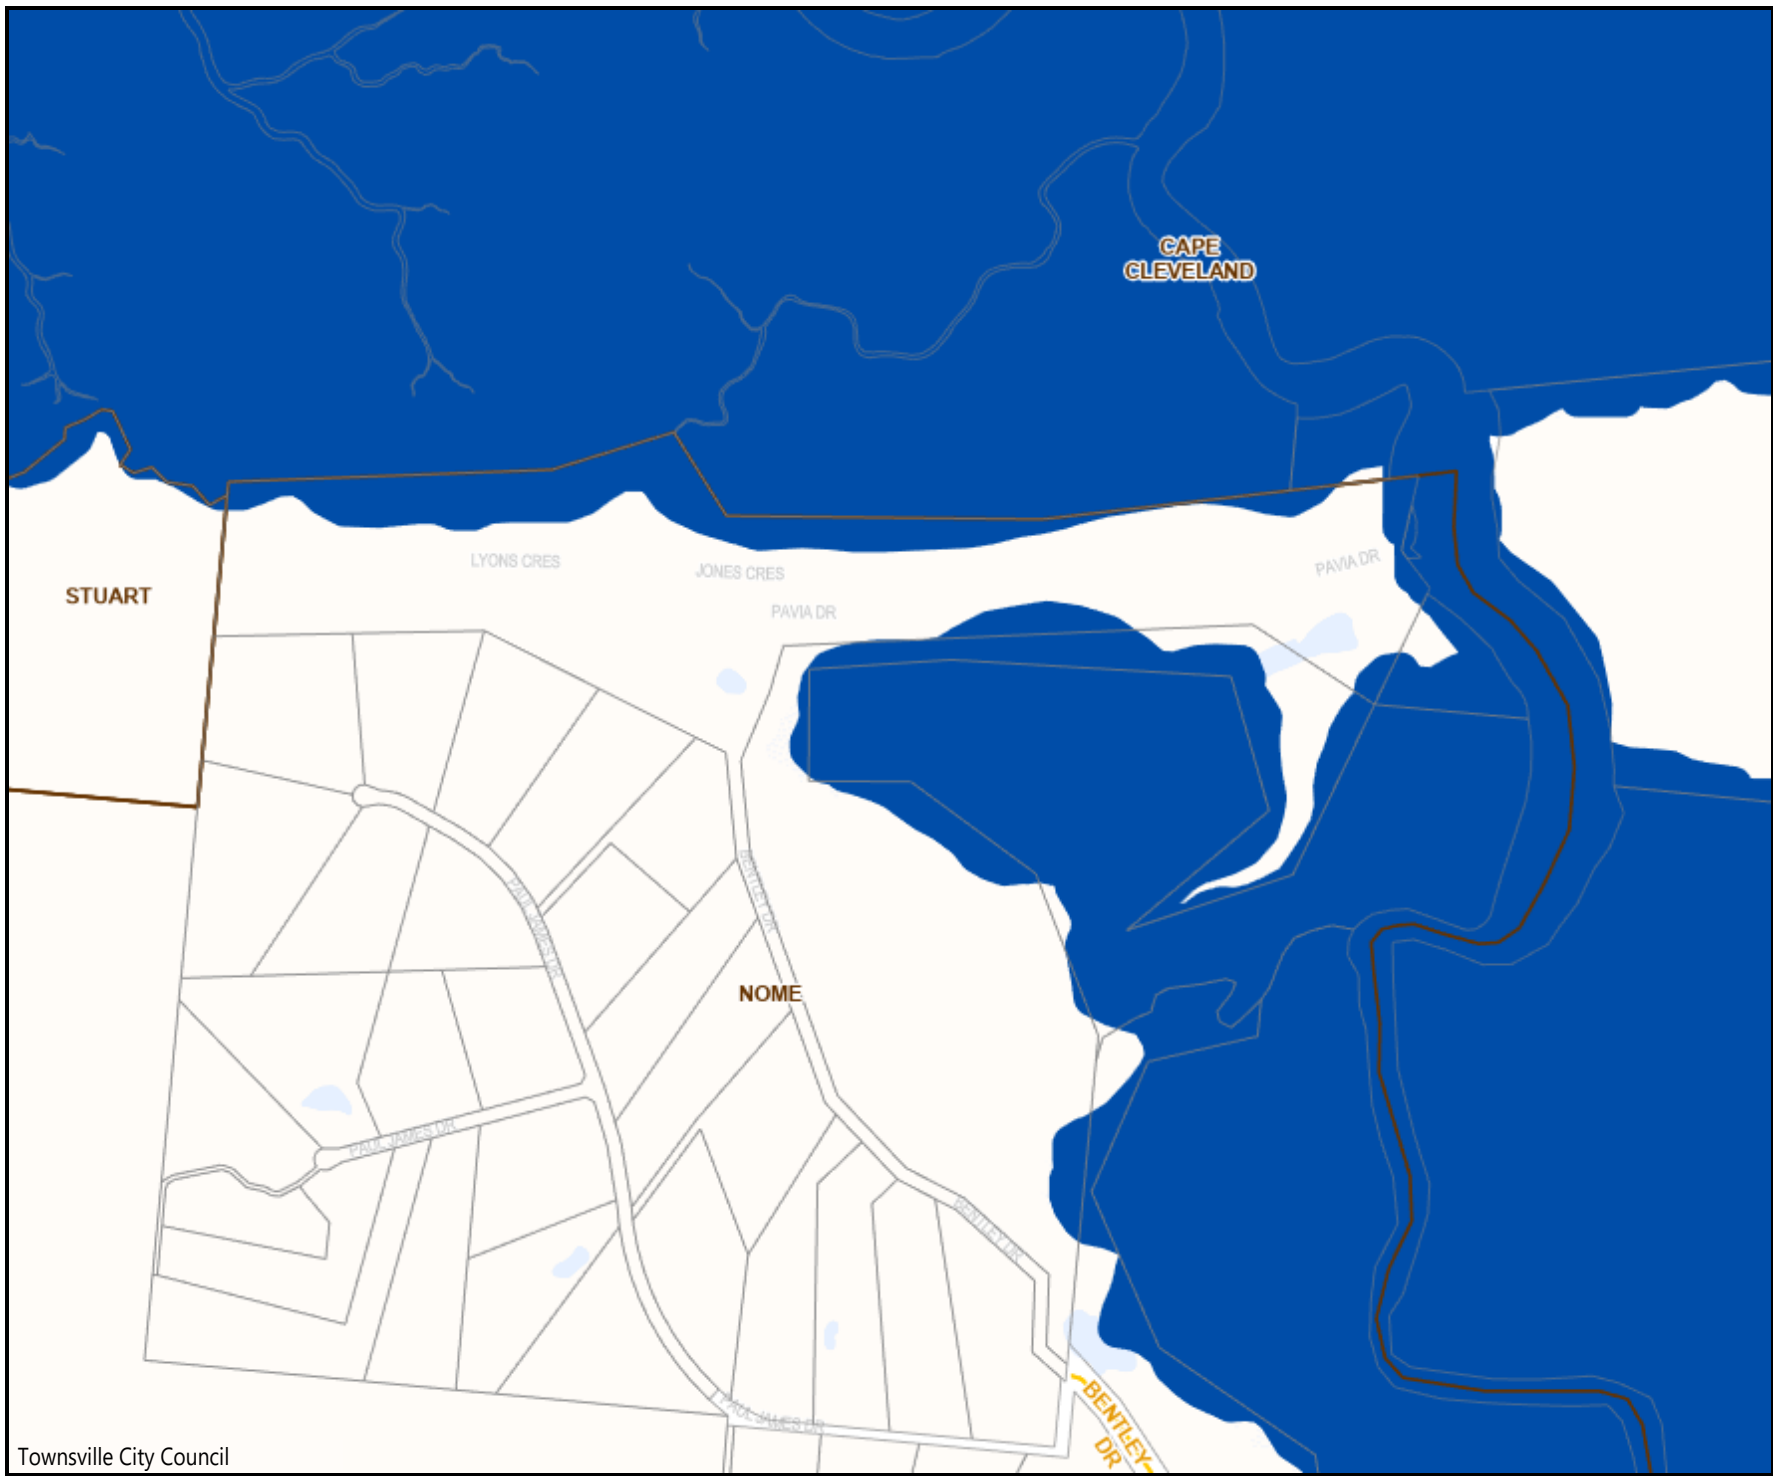 CAPE
CLEVELAND
LYONS CRES
JONES CRES
PAVIA DR
STUART
PAVIA DR
BENTLEY DR
PAUL JAMES DR
NOME
PAUL JAMES DR
BENTLEY DR
PAUL JAMES DR
BENTLEY
DR
Townsville City Council